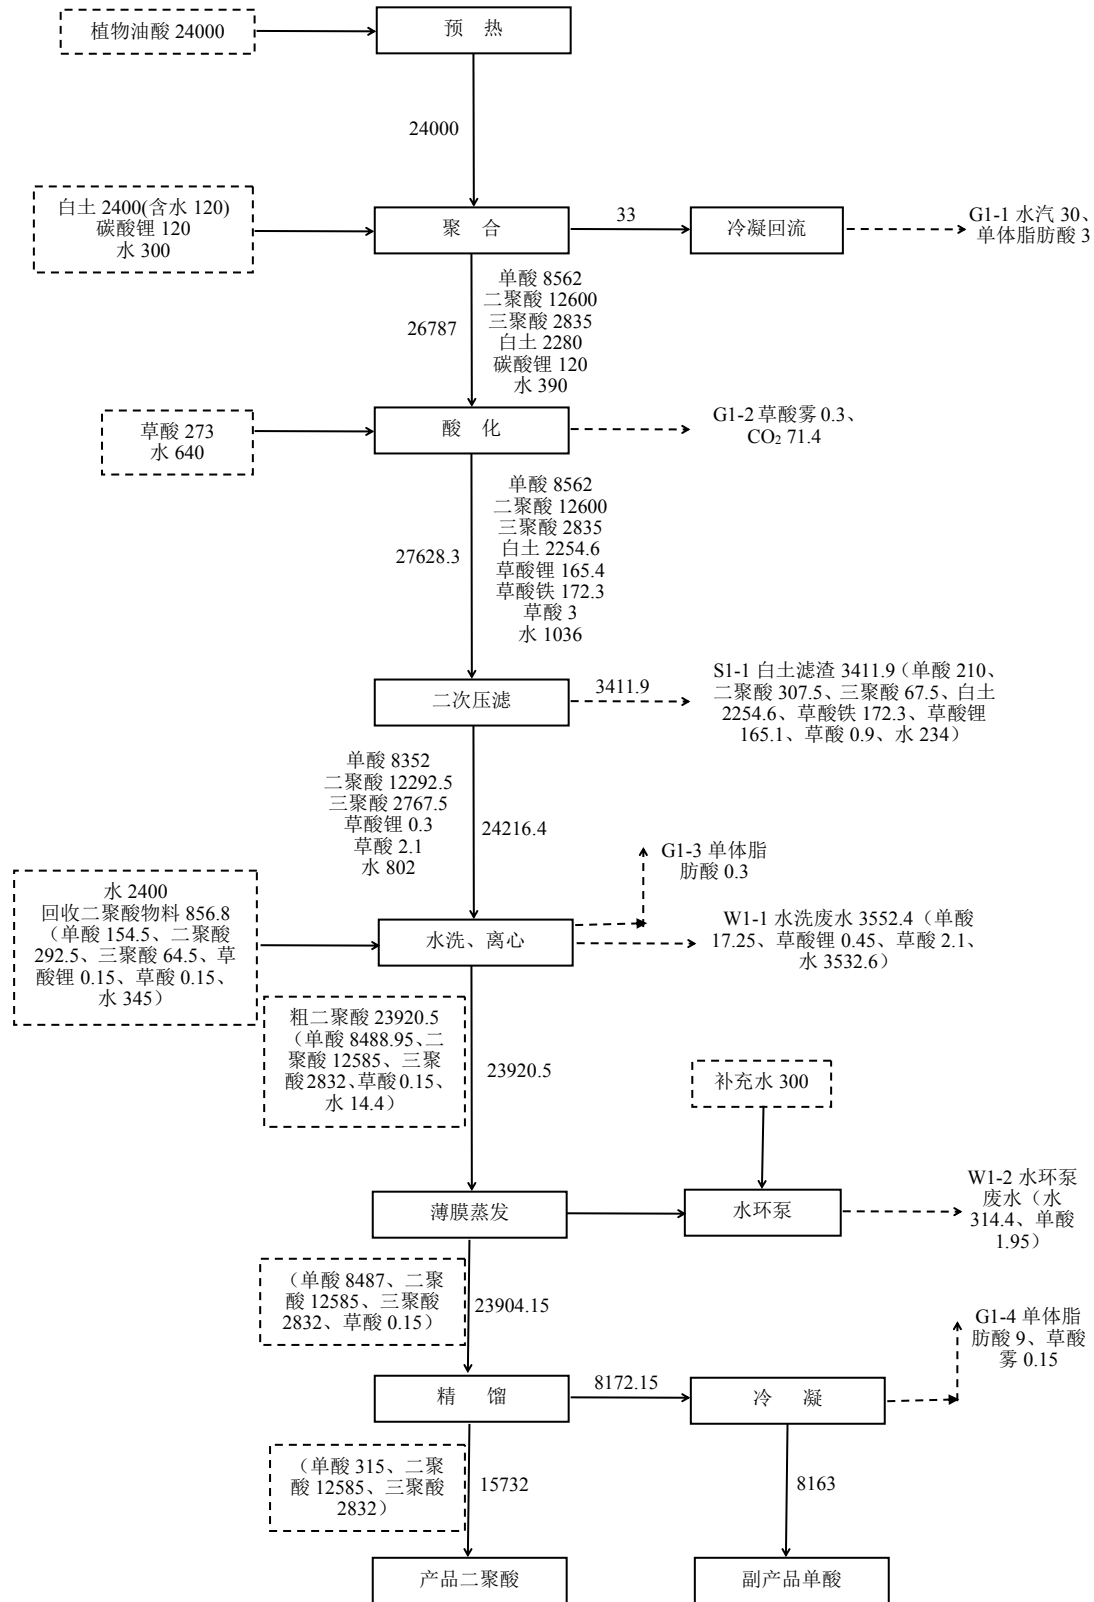 植物油酸 24000
预 热
24000
白土 2400(含水 120)
碳酸锂 120
水 300
聚 合
33
冷凝回流
G1-1 水汽 30、
单体脂肪酸 3
26787
单酸 8562
二聚酸 12600
三聚酸 2835
白土 2280
碳酸锂 120
水 390
草酸 273
水 640
酸 化
G1-2 草酸雾 0.3、
CO₂ 71.4
27628.3
单酸 8562
二聚酸 12600
三聚酸 2835
白土 2254.6
草酸锂 165.4
草酸铁 172.3
草酸 3
水 1036
二次压滤
3411.9
S1-1 白土滤渣 3411.9（单酸 210、
二聚酸 307.5、三聚酸 67.5、白土
2254.6、草酸铁 172.3、草酸锂
165.1、草酸 0.9、水 234）
单酸 8352
二聚酸 12292.5
三聚酸 2767.5
草酸锂 0.3
草酸 2.1
水 802
24216.4
G1-3 单体脂
肪酸 0.3
水 2400
回收二聚酸物料 856.8
（单酸 154.5、二聚酸
292.5、三聚酸 64.5、草
酸锂 0.15、草酸 0.15、
水 345）
水洗、离心
W1-1 水洗废水 3552.4（单酸
17.25、草酸锂 0.45、草酸 2.1、
水 3532.6）
粗二聚酸 23920.5
（单酸 8488.95、二
聚酸 12585、三聚
酸 2832、草酸 0.15、
水 14.4）
23920.5
补充水 300
薄膜蒸发
水环泵
W1-2 水环泵
废水（水
314.4、单酸
1.95）
（单酸 8487、二聚
酸 12585、三聚酸
2832、草酸 0.15）
23904.15
G1-4 单体脂
肪酸 9、草酸
雾 0.15
精 馏
8172.15
冷 凝
（单酸 315、二聚
酸 12585、三聚酸
2832）
15732
8163
产品二聚酸
副产品单酸